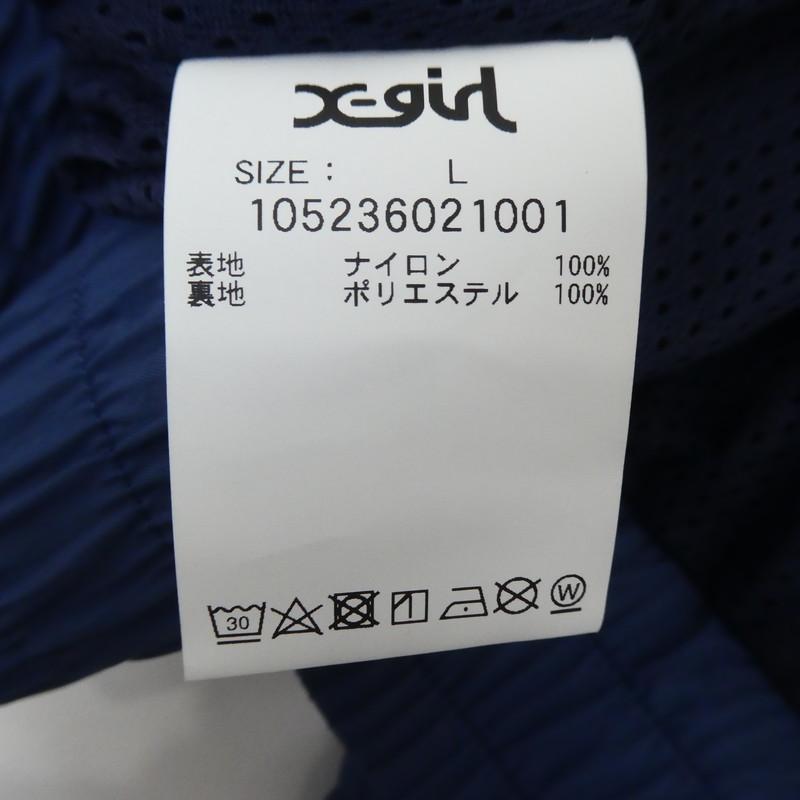 X-girl
SIZE : L
105236021001
表地 ナイロン 100%
裏地 ポリエステル 100%
30 W